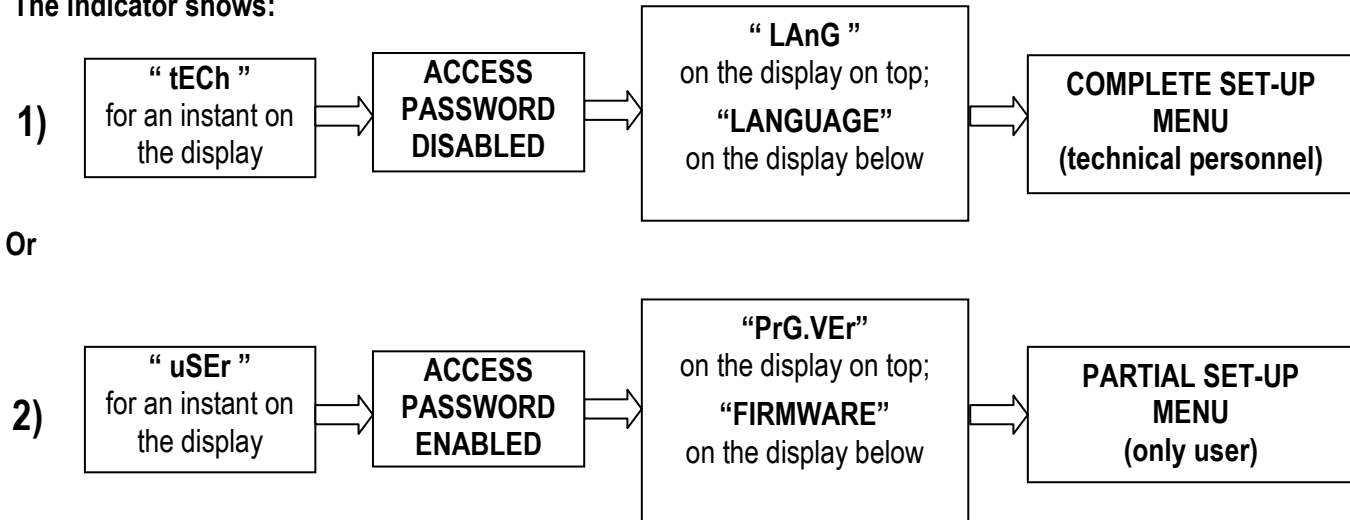 The indicator shows:
1)
“ tECh ”
for an instant on
the display
ACCESS
PASSWORD
DISABLED
“ LAnG ”
on the display on top;
“LANGUAGE”
on the display below
COMPLETE SET-UP
MENU
(technical personnel)
Or
2)
“ uSEr ”
for an instant on
the display
ACCESS
PASSWORD
ENABLED
“PrG.VEr”
on the display on top;
“FIRMWARE”
on the display below
PARTIAL SET-UP
MENU
(only user)